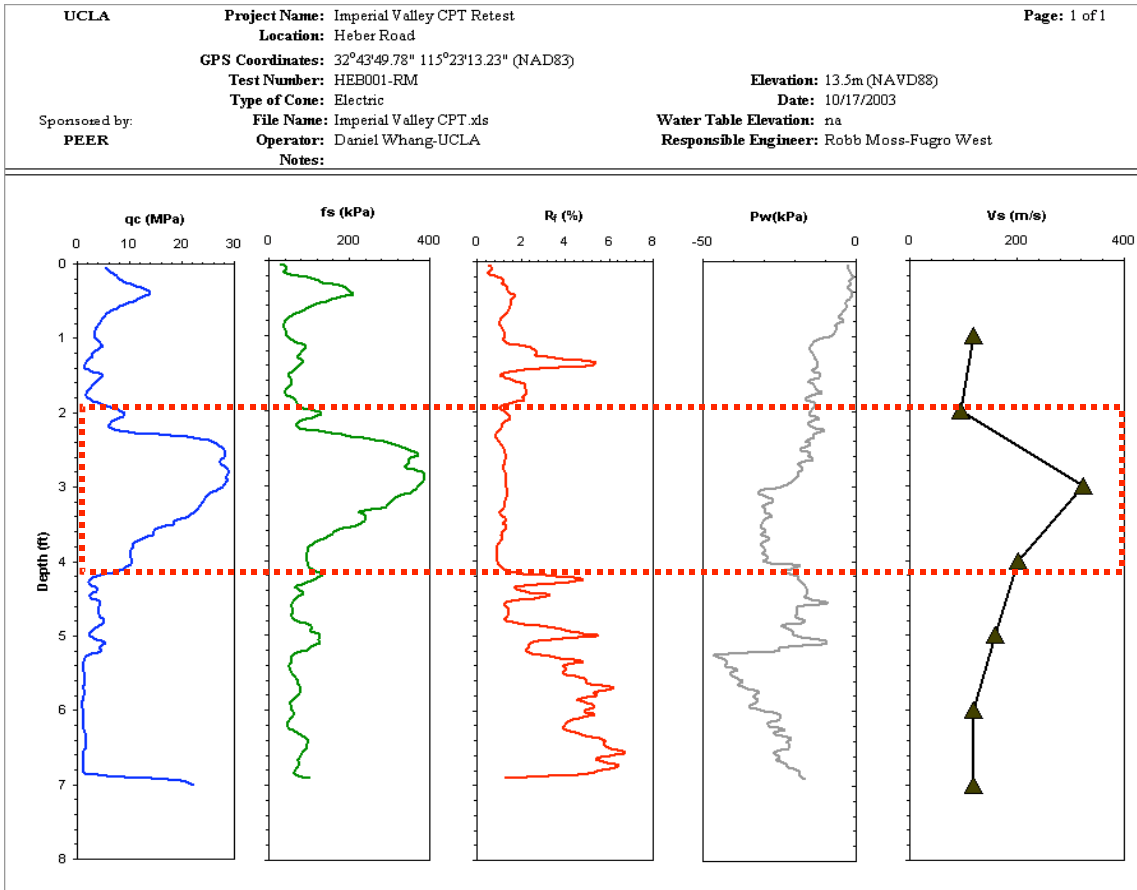 UCLA Project Name: Imperial Valley CPT Retest Page: 1 of 1
Location: Heber Road
GPS Coordinates: 32°43'49.78" 115°23'13.23" (NAD83)
Test Number: HEB001-RM Elevation: 13.5m (NAVD88)
Type of Cone: Electric Date: 10/17/2003
Sponsored by: File Name: Imperial Valley CPT.xls Water Table Elevation: na
PEER Operator: Daniel Whang-UCLA Responsible Engineer: Robb Moss-Fugro West
Notes:
qc (MPa) fs (kPa) Rf (%) Pw(kPa) Vs (m/s)
0 10 20 30 0 200 400 0 2 4 6 8 -50 0 0 200 400
0
1
2
3
4
5
6
7
8
Depth (ft)